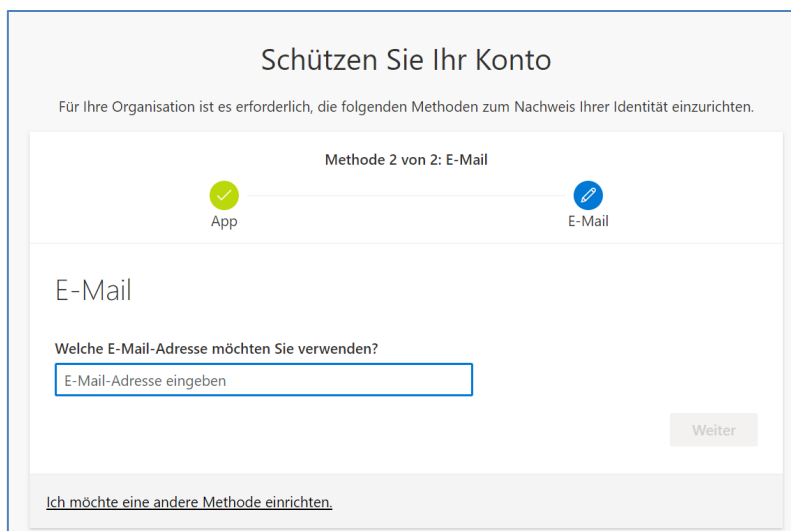 Schützen Sie Ihr Konto
Für Ihre Organisation ist es erforderlich, die folgenden Methoden zum Nachweis Ihrer Identität einzurichten.
Methode 2 von 2: E-Mail
App
E-Mail
E-Mail
Welche E-Mail-Adresse möchten Sie verwenden?
E-Mail-Adresse eingeben
Weiter
Ich möchte eine andere Methode einrichten.